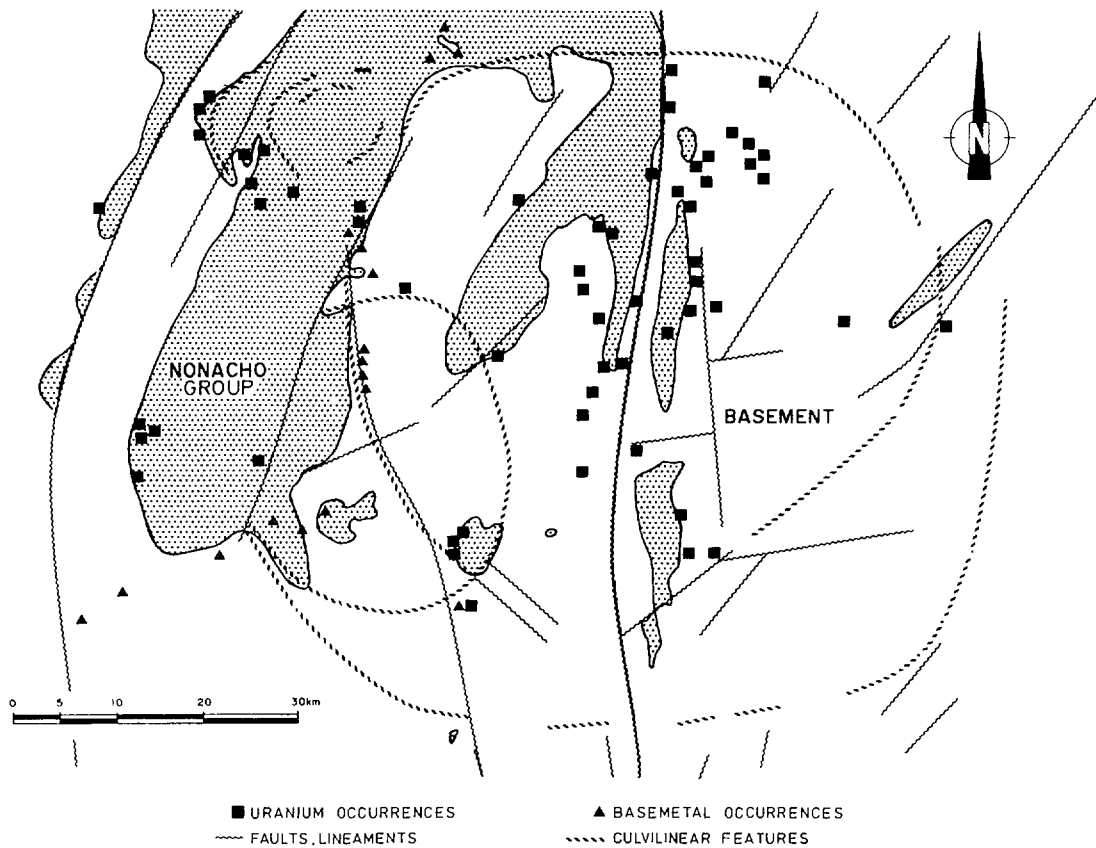 N
NONACHO
GROUP
BASEMENT
0 5 10 20 30km
URANIUM OCCURRENCES
BASEMETAL OCCURRENCES
FAULTS, LINEAMENTS
CULVILINEAR FEATURES